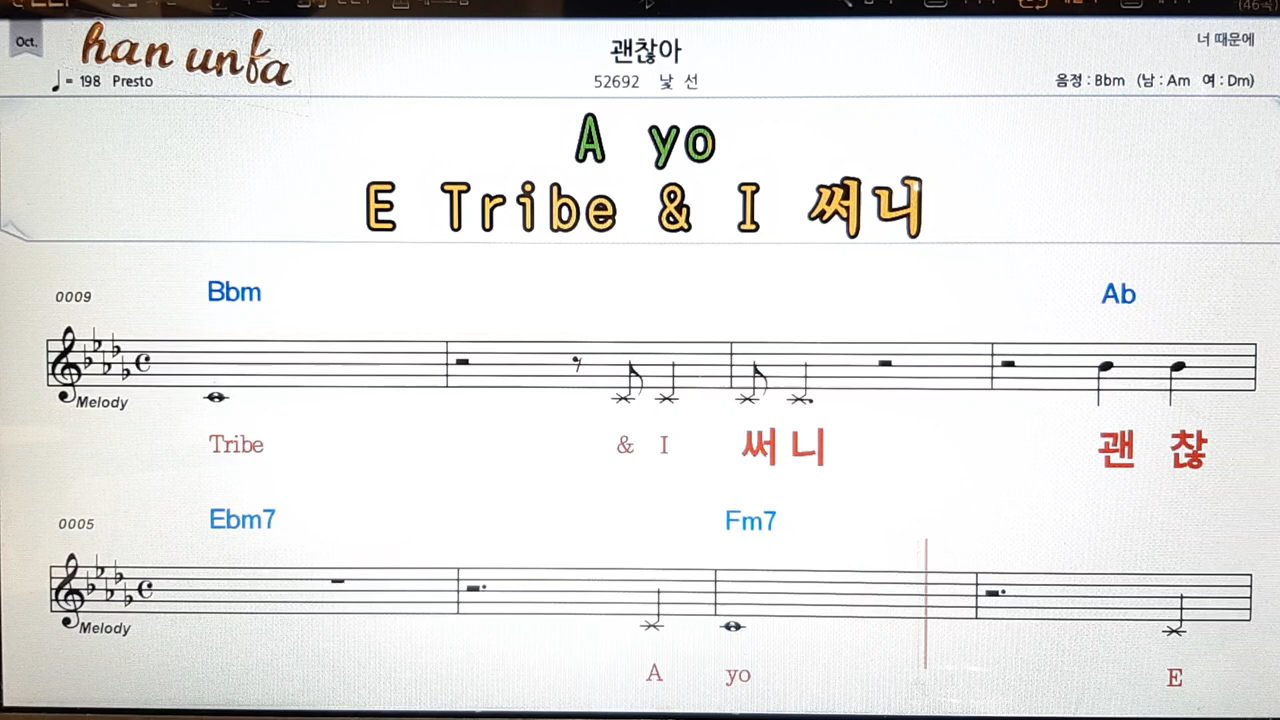 Oct.
han unfa
♩= 198 Presto
괜찮아
52692 낯 선
너 때문에
음정 : Bbm (남 : Am 여 : Dm)
A yo
E Tribe & I 써니
0009
Bbm
Ab
Melody
Tribe & I 써 니 괜 찮
0005
Ebm7
Fm7
Melody
A yo E